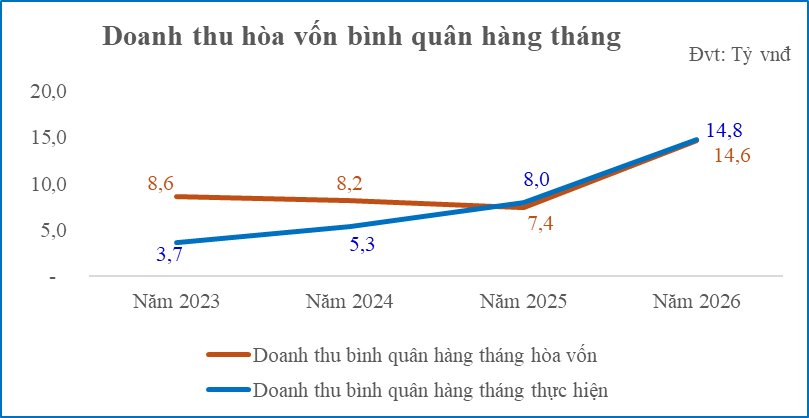 Doanh thu hòa vốn bình quân hàng tháng
Đvt: Tỷ vnđ
20,0
15,0
10,0
5,0
-
8,6
8,2
8,0
14,8
14,6
7,4
5,3
3,7
Năm 2023
Năm 2024
Năm 2025
Năm 2026
Doanh thu bình quân hàng tháng hòa vốn
Doanh thu bình quân hàng tháng thực hiện